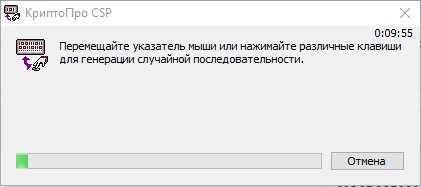 КриптоПро CSP
0:09:55
Перемещайте указатель мыши или нажимайте различные клавиши
для генерации случайной последовательности.
Отмена